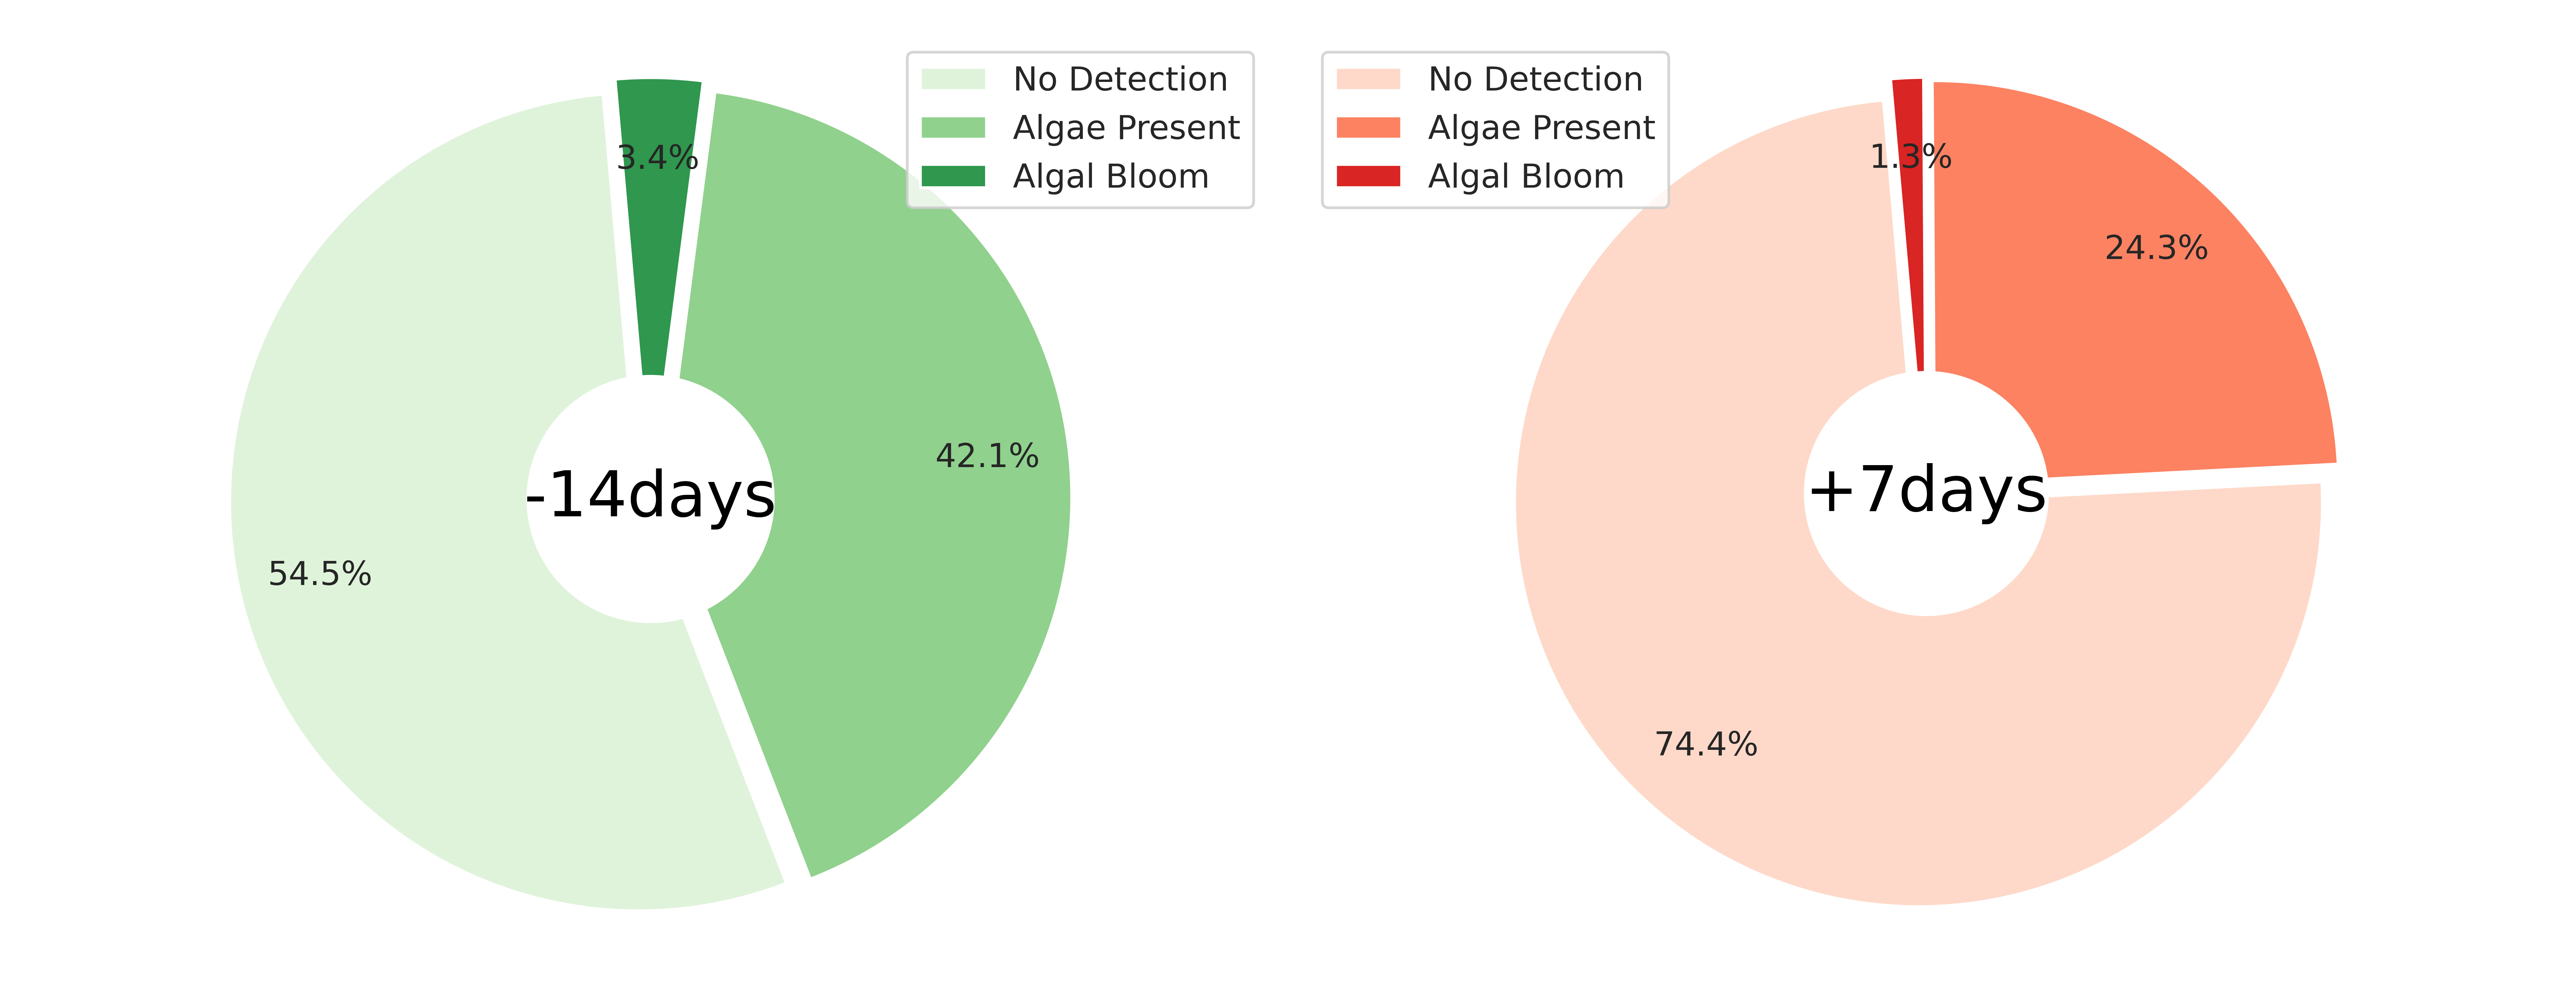 No Detection
Algae Present
Algal Bloom
3.4%
42.1%
54.5%
-14days
No Detection
Algae Present
Algal Bloom
1.3%
24.3%
74.4%
+7days